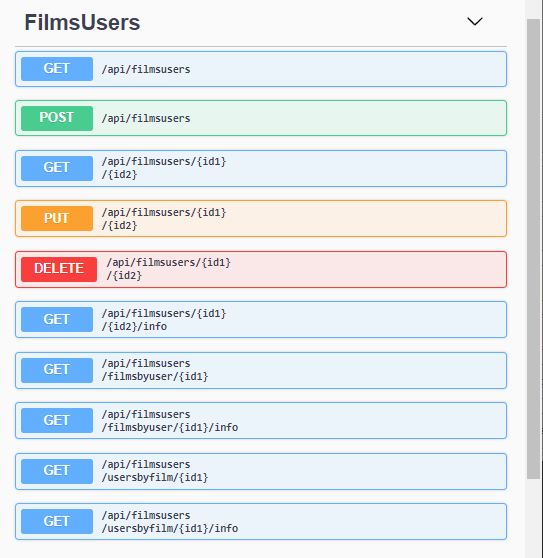 FilmsUsers
GET /api/filmsusers
POST /api/filmsusers
GET /api/filmsusers/{id1}
/{id2}
PUT /api/filmsusers/{id1}
/{id2}
DELETE /api/filmsusers/{id1}
/{id2}
GET /api/filmsusers/{id1}
/{id2}/info
GET /api/filmsusers
/filmsbyuser/{id1}
GET /api/filmsusers
/filmsbyuser/{id1}/info
GET /api/filmsusers
/usersbyfilm/{id1}
GET /api/filmsusers
/usersbyfilm/{id1}/info